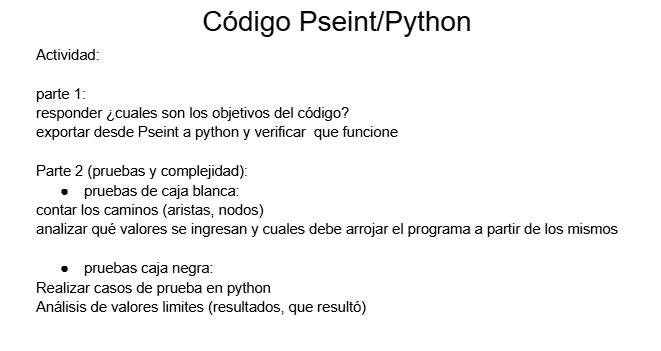 Código Pseint/Python
Actividad:
parte 1:
responder ¿cuales son los objetivos del código?
exportar desde Pseint a python y verificar que funcione
Parte 2 (pruebas y complejidad):
● pruebas de caja blanca:
contar los caminos (aristas, nodos)
analizar qué valores se ingresan y cuales debe arrojar el programa a partir de los mismos
● pruebas caja negra:
Realizar casos de prueba en python
Análisis de valores limites (resultados, que resultó)